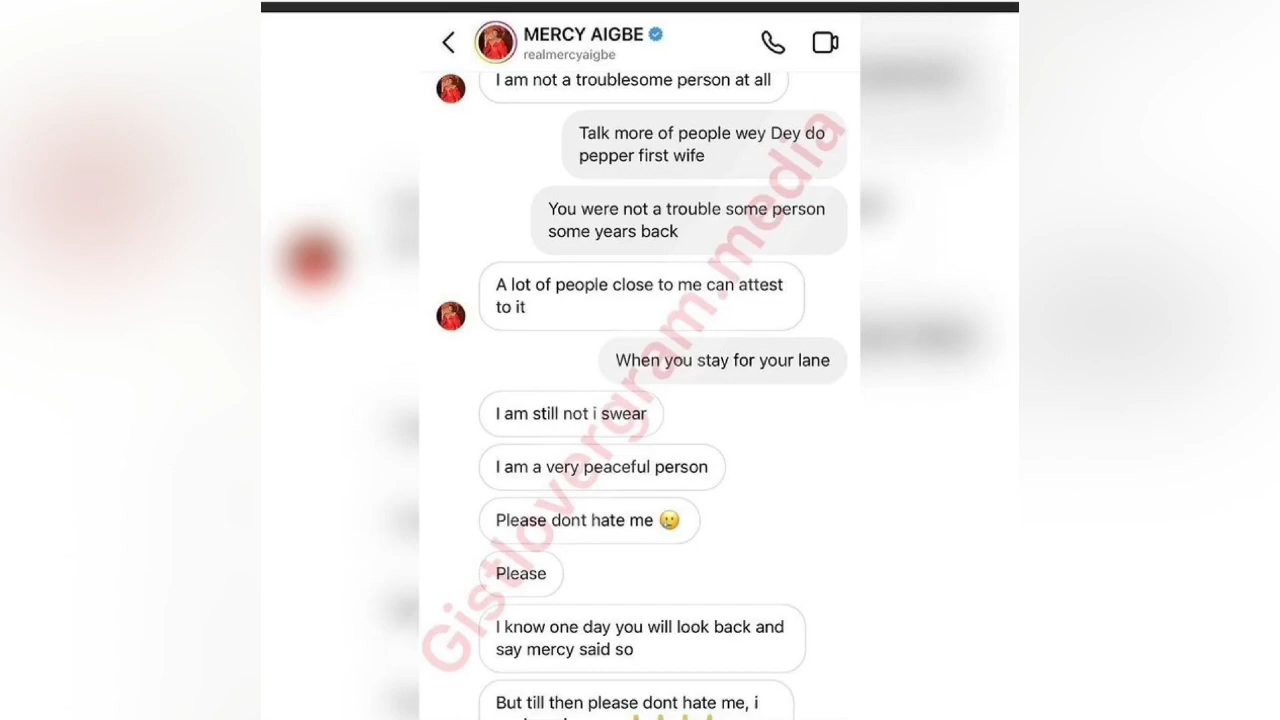 MERCY AIGBE
realmercyaigbe
I am not a troublesome person at all
Talk more of people wey Dey do
pepper first wife
You were not a trouble some person
some years back
A lot of people close to me can attest
to it
When you stay for your lane
I am still not i swear
I am a very peaceful person
Please dont hate me 🥲
Please
I know one day you will look back and
say mercy said so
But till then please dont hate me, i
Gistlovergram.media